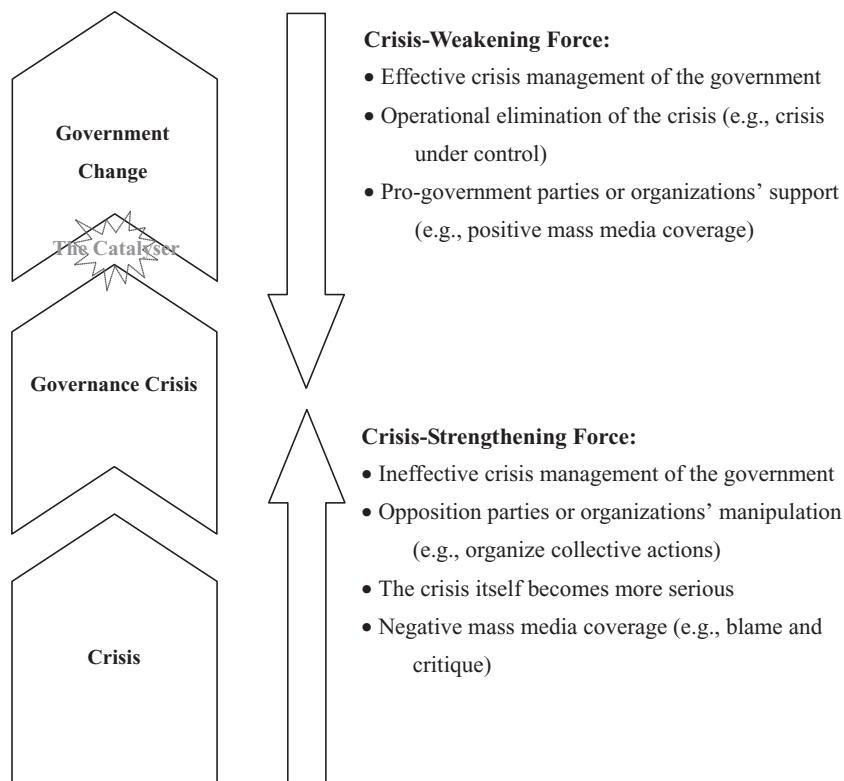 Government
Change
The Catalyser
Governance Crisis
Crisis
Crisis-Weakening Force:
• Effective crisis management of the government
• Operational elimination of the crisis (e.g., crisis
under control)
• Pro-government parties or organizations’ support
(e.g., positive mass media coverage)
Crisis-Strengthening Force:
• Ineffective crisis management of the government
• Opposition parties or organizations’ manipulation
(e.g., organize collective actions)
• The crisis itself becomes more serious
• Negative mass media coverage (e.g., blame and
critique)